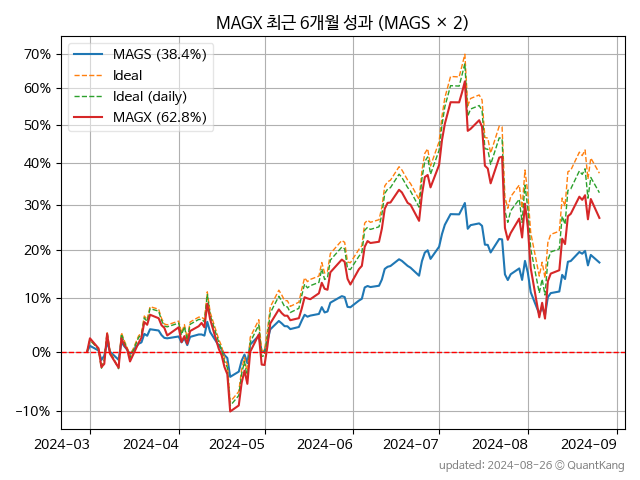 MAGX 최근 6개월 성과 (MAGS × 2)
70%
60%
50%
40%
30%
20%
10%
0%
−10%
MAGS (38.4%)
Ideal
Ideal (daily)
MAGX (62.8%)
2024-03 2024-04 2024-05 2024-06 2024-07 2024-08 2024-09
updated: 2024-08-26 © QuantKang